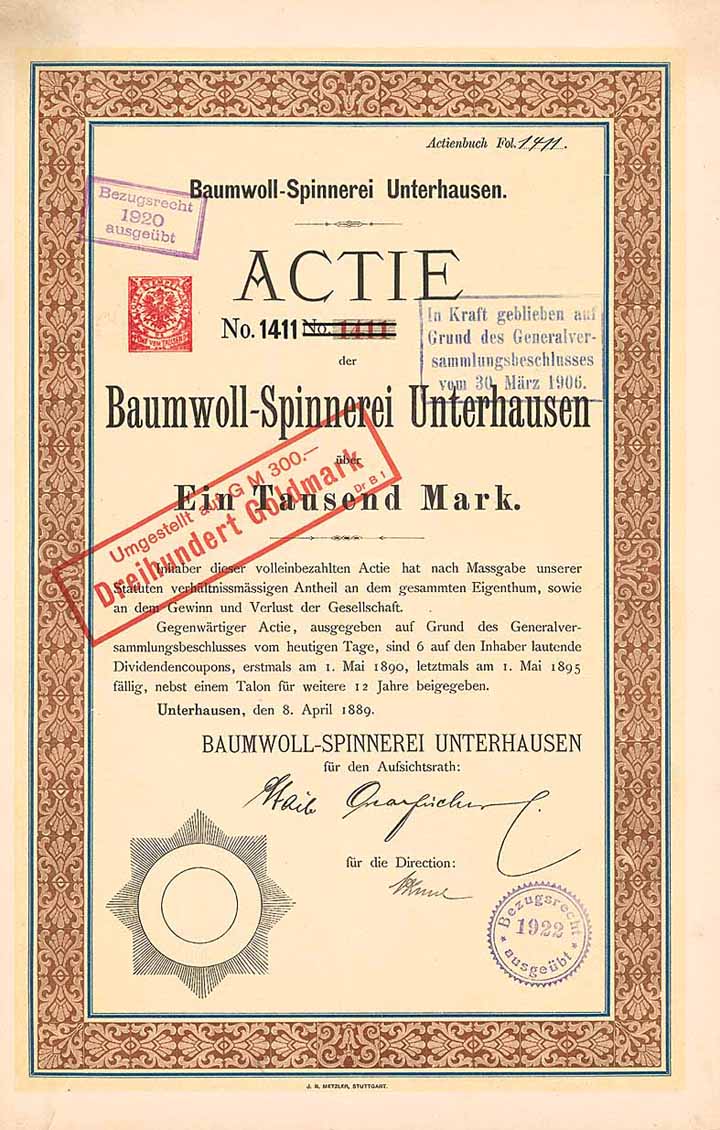 Actienbuch Fol. 1411.
Baumwoll-Spinnerei Unterhausen.
Bezugsrecht
1920
ausgeübt
ACTIE
No. 1411 No. 1411
In Kraft geblieben auf
Grund des Generalver-
sammlungsbeschlusses
vom 30. März 1906.
der
Baumwoll-Spinnerei Unterhausen
über
Ein Tausend Mark.
Umgestellt auf G M 300.—
Dreihundert Goldmark
Dr B 1
Inhaber dieser volleinbezahlten Actie hat nach Massgabe unserer
Statuten verhältnissmässigen Antheil an dem gesammten Eigenthum, sowie
an dem Gewinn und Verlust der Gesellschaft.
Gegenwärtiger Actie, ausgegeben auf Grund des Generalver-
sammlungsbeschlusses vom heutigen Tage, sind 6 auf den Inhaber lautende
Dividendencoupons, erstmals am 1. Mai 1890, letztmals am 1. Mai 1895
fällig, nebst einem Talon für weitere 12 Jahre beigegeben.
Unterhausen, den 8. April 1889.
BAUMWOLL-SPINNEREI UNTERHAUSEN
für den Aufsichtsrath:
für die Direction:
Bezugsrecht
1922
ausgeübt
J. B. METZLER, STUTTGART.